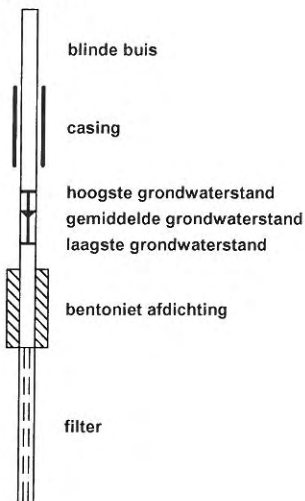 blinde buis
casing
hoogste grondwaterstand
gemiddelde grondwaterstand
laagste grondwaterstand
bentoniet afdichting
filter